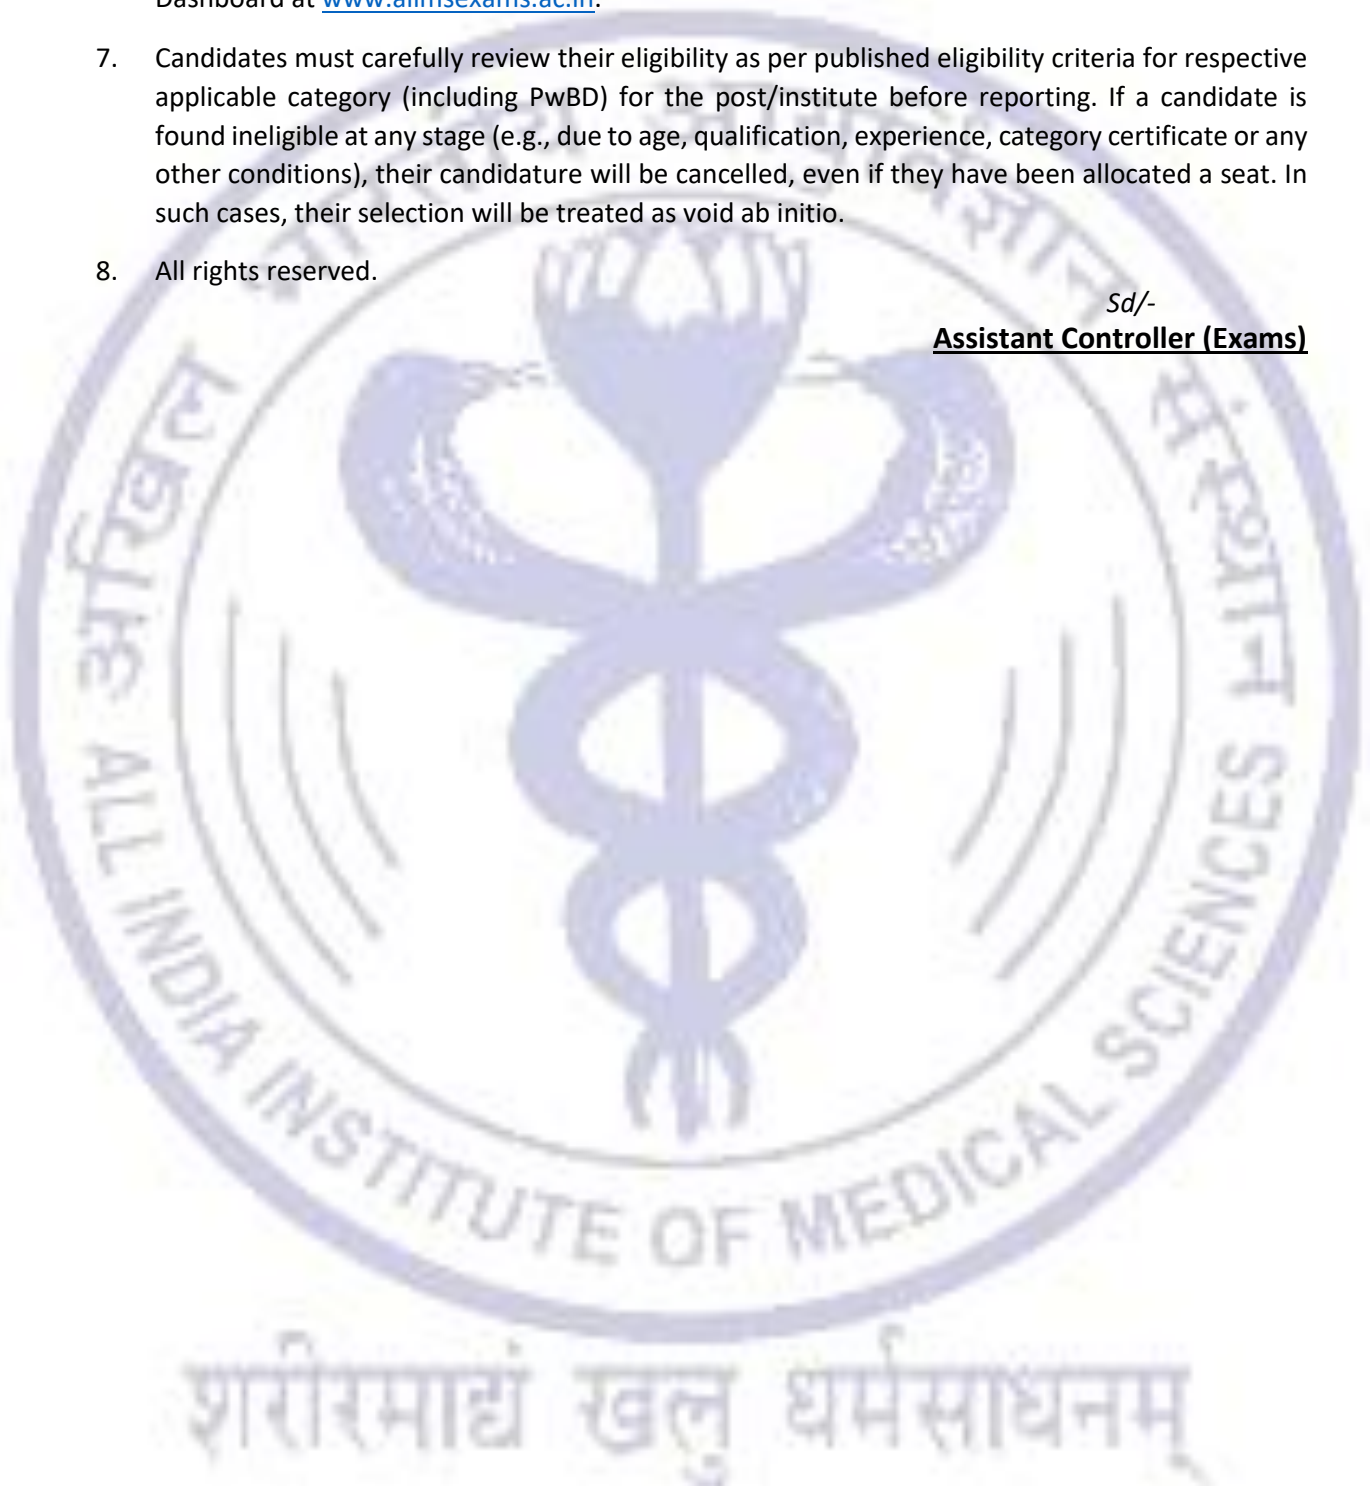 Dashboard at www.aiimsexams.ac.in.
7. Candidates must carefully review their eligibility as per published eligibility criteria for respective
applicable category (including PwBD) for the post/institute before reporting. If a candidate is
found ineligible at any stage (e.g., due to age, qualification, experience, category certificate or any
other conditions), their candidature will be cancelled, even if they have been allocated a seat. In
such cases, their selection will be treated as void ab initio.
8. All rights reserved.
Sd/-
Assistant Controller (Exams)
अखिल भारतीय आयुर्विज्ञान संस्थान
ALL INDIA INSTITUTE OF MEDICAL SCIENCES
शरीरमाद्यं खलु धर्मसाधनम्